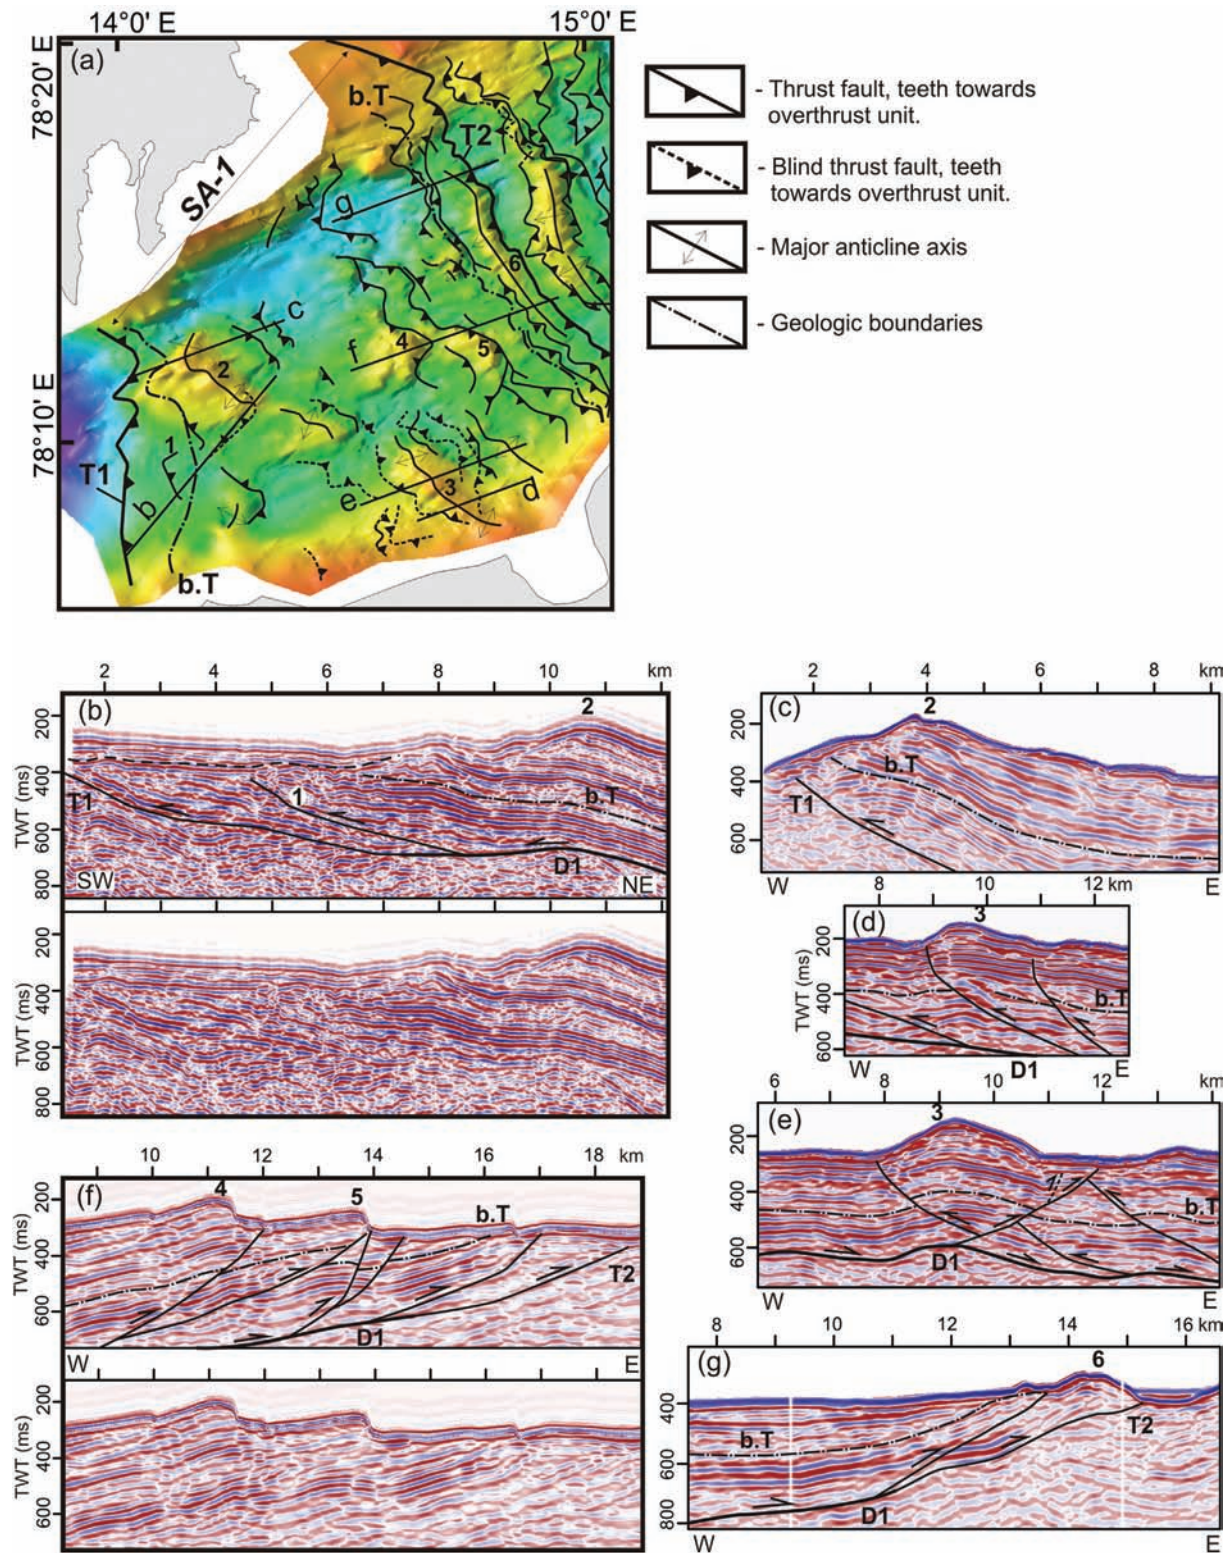 14°0' E 15°0' E
(a)
78°20' E
78°10' E
SA-1
b.T
T2
g
6
c
f
4
5
2
1
T1
b
e
3
d
b.T
- Thrust fault, teeth towards
overthrust unit.
- Blind thrust fault, teeth
towards overthrust unit.
- Major anticline axis
- Geologic boundaries
2 4 6 8 10 km
(b)
2
TWT (ms)
200
400
600
800
T1
1
b.T
D1
SW NE
TWT (ms)
200
400
600
800
2 4 6 8
(c)
2
200
400
600
b.T
T1
W E
8 10 12 km
(d)
3
TWT (ms)
200
400
600
b.T
W D1 E
6 8 10 12 km
(e)
3
200
400
600
b.T
D1
W E
10 12 14 16 18 km
(f)
4
5
b.T
TWT (ms)
200
400
600
T2
D1
W E
TWT (ms)
200
400
600
8 10 12 14 16 km
(g)
6
400
600
800
b.T
T2
D1
W E